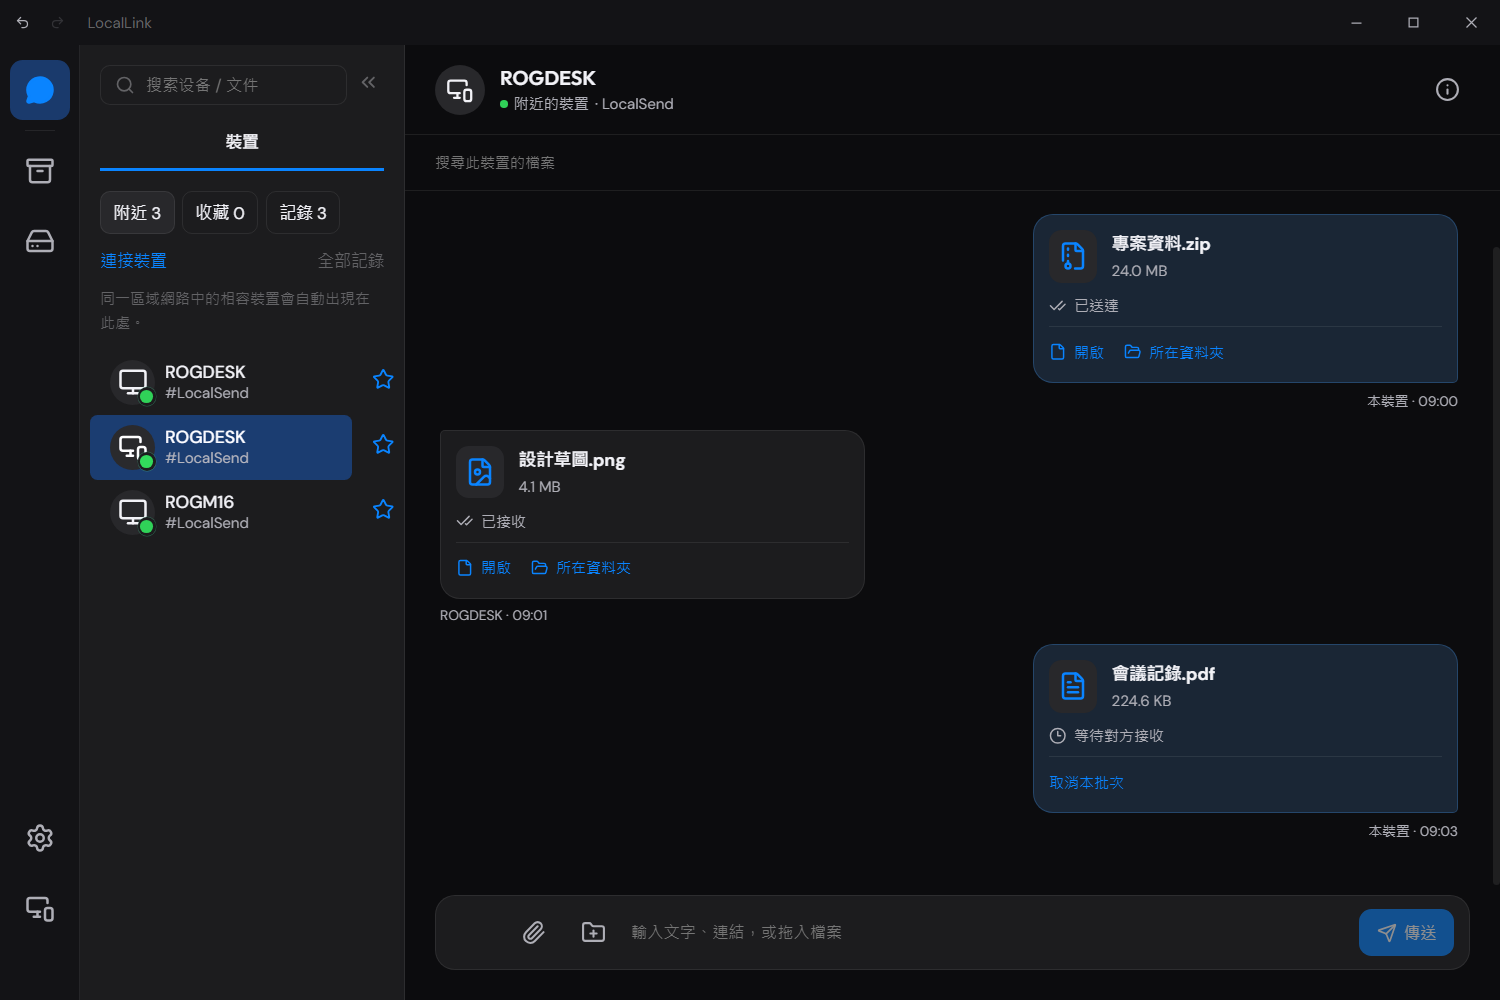 LocalLink
搜索设备 / 文件
裝置
附近 3
收藏 0
記錄 3
連接裝置
全部記錄
同一區域網路中的相容裝置會自動出現在
此處。
ROGDESK
#LocalSend
ROGDESK
#LocalSend
ROGM16
#LocalSend
ROGDESK
附近的裝置 · LocalSend
搜尋此裝置的檔案
專案資料.zip
24.0 MB
已送達
開啟
所在資料夾
本裝置 · 09:00
設計草圖.png
4.1 MB
已接收
開啟
所在資料夾
ROGDESK · 09:01
會議記錄.pdf
224.6 KB
等待對方接收
取消本批次
本裝置 · 09:03
輸入文字、連結，或拖入檔案
傳送